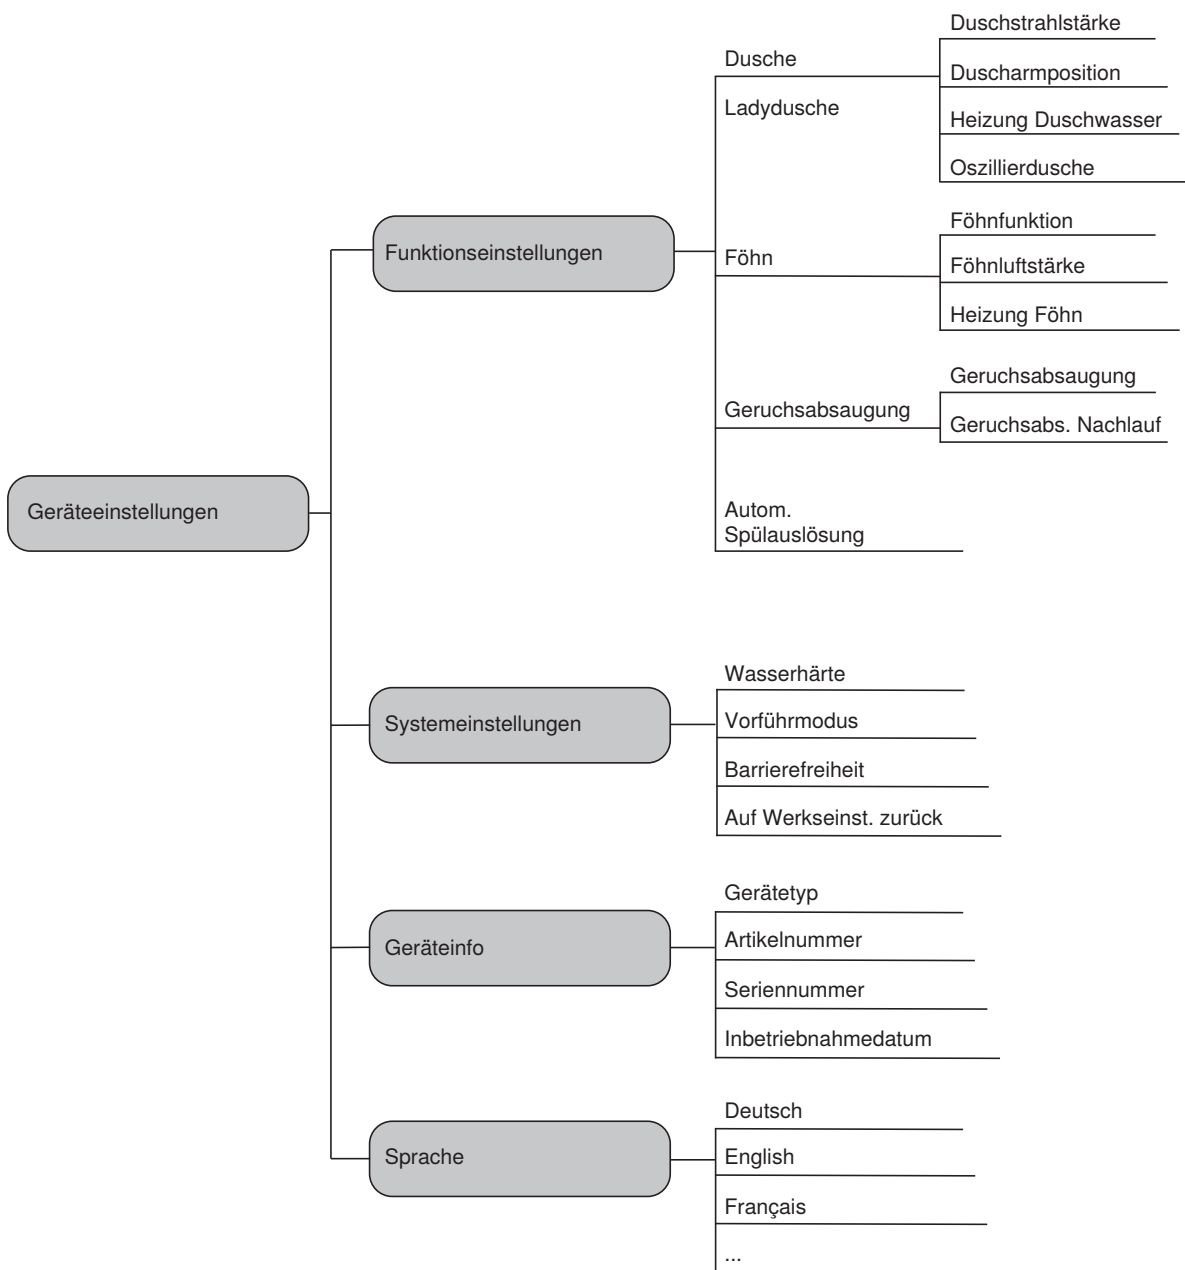 Geräteeinstellungen
Funktionseinstellungen
Dusche
Ladydusche
Duschstrahlstärke
Duscharmposition
Heizung Duschwasser
Oszillierdusche
Föhn
Föhnfunktion
Föhnluftstärke
Heizung Föhn
Geruchsabsaugung
Geruchsabsaugung
Geruchsabs. Nachlauf
Autom.
Spülauslösung
Systemeinstellungen
Wasserhärte
Vorführmodus
Barrierefreiheit
Auf Werkseinst. zurück
Geräteinfo
Gerätetyp
Artikelnummer
Seriennummer
Inbetriebnahmedatum
Sprache
Deutsch
English
Français
...